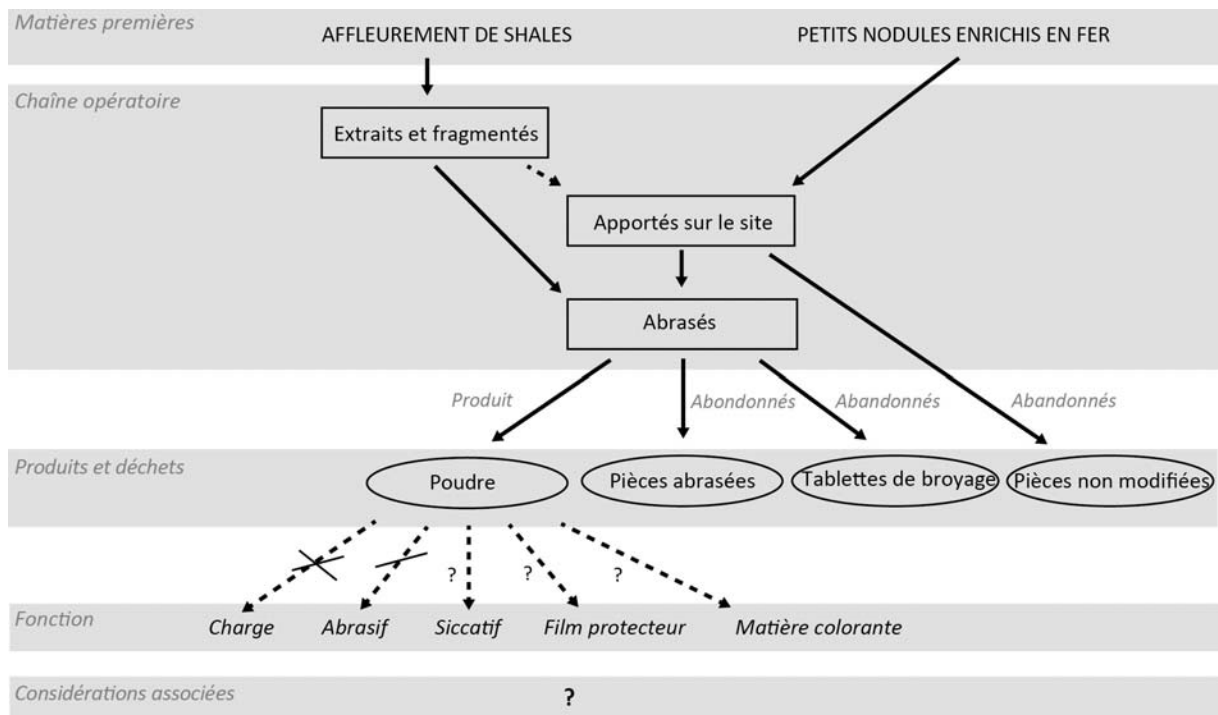 Matières premières
AFFLEUREMENT DE SHALES
PETITS NODULES ENRICHIS EN FER
Chaîne opératoire
Extraits et fragmentés
Apportés sur le site
Abrasés
Produit
Abondonnés
Abandonnés
Abandonnés
Produits et déchets
Poudre
Pièces abrasées
Tablettes de broyage
Pièces non modifiées
?
?
?
Fonction
Charge
Abrasif
Siccatif
Film protecteur
Matière colorante
Considérations associées
?